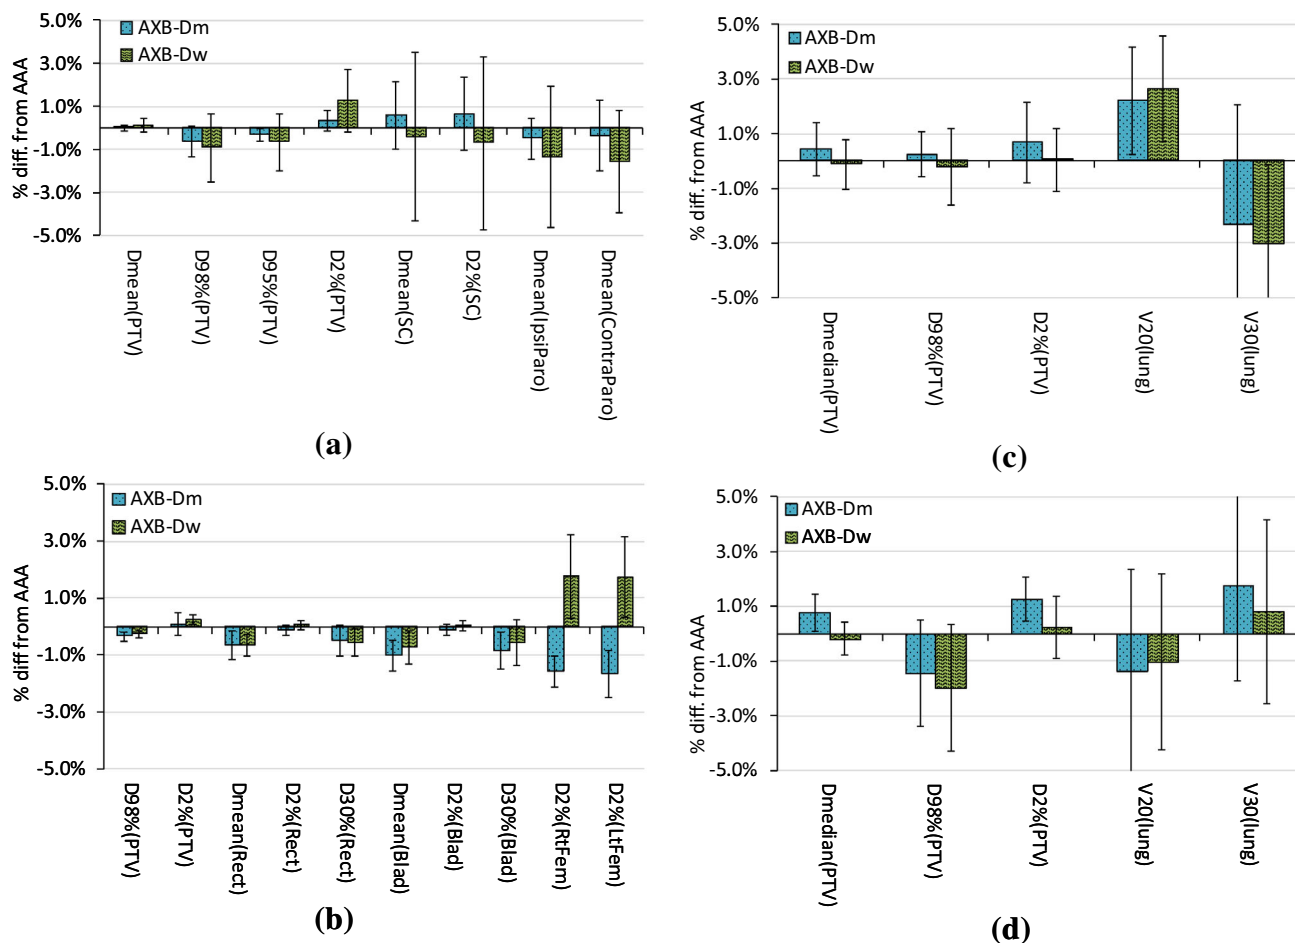 5.0%
3.0%
1.0%
-1.0%
-3.0%
-5.0%
% diff. from AAA
AXB-Dm
AXB-Dw
Dmean(PTV)
D98%(PTV)
D95%(PTV)
D2%(PTV)
Dmean(SC)
D2%(SC)
Dmean(IpsiParo)
Dmean(ContraParo)
(a)
5.0%
3.0%
1.0%
-1.0%
-3.0%
-5.0%
% diff. from AAA
AXB-Dm
AXB-Dw
Dmedian(PTV)
D98%(PTV)
D2%(PTV)
V20(lung)
V30(lung)
(c)
5.0%
3.0%
1.0%
-1.0%
-3.0%
-5.0%
% diff from AAA
AXB-Dm
AXB-Dw
D98%(PTV)
D2%(PTV)
Dmean(Rect)
D2%(Rect)
D30%(Rect)
Dmean(Blad)
D2%(Blad)
D30%(Blad)
D2%(RtFem)
D2%(LtFem)
(b)
5.0%
3.0%
1.0%
-1.0%
-3.0%
-5.0%
% diff. from AAA
AXB-Dm
AXB-Dw
Dmedian(PTV)
D98%(PTV)
D2%(PTV)
V20(lung)
V30(lung)
(d)